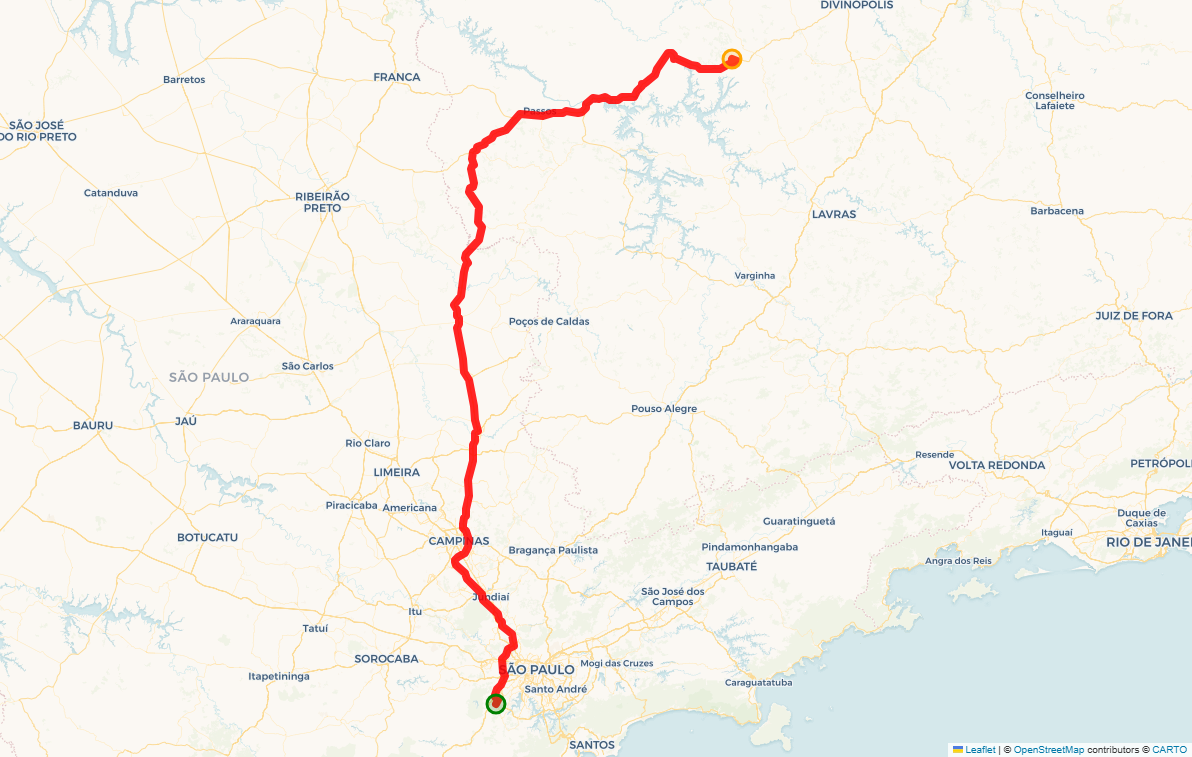 DIVINÓPOLIS
FRANCA
Barretos
Conselheiro
Lafaiete
Passos
SÃO JOSÉ
DO RIO PRETO
Catanduva
RIBEIRÃO
PRETO
LAVRAS
Barbacena
Varginha
Araraquara
Poços de Caldas
JUIZ DE FORA
São Carlos
SÃO PAULO
Pouso Alegre
JAÚ
BAURU
Rio Claro
Resende
VOLTA REDONDA
PETRÓPOLI
LIMEIRA
Piracicaba
Americana
Duque de
Caxias
Guaratinguetá
Itaguaí
BOTUCATU
CAMPINAS
RIO DE JANEI
Bragança Paulista
Pindamonhangaba
Angra dos Reis
TAUBATÉ
Jundiaí
São José dos
Campos
Itu
Tatuí
SOROCABA
Mogi das Cruzes
SÃO PAULO
Itapetininga
Santo André
Caraguatatuba
SANTOS
Leaflet | © OpenStreetMap contributors © CARTO